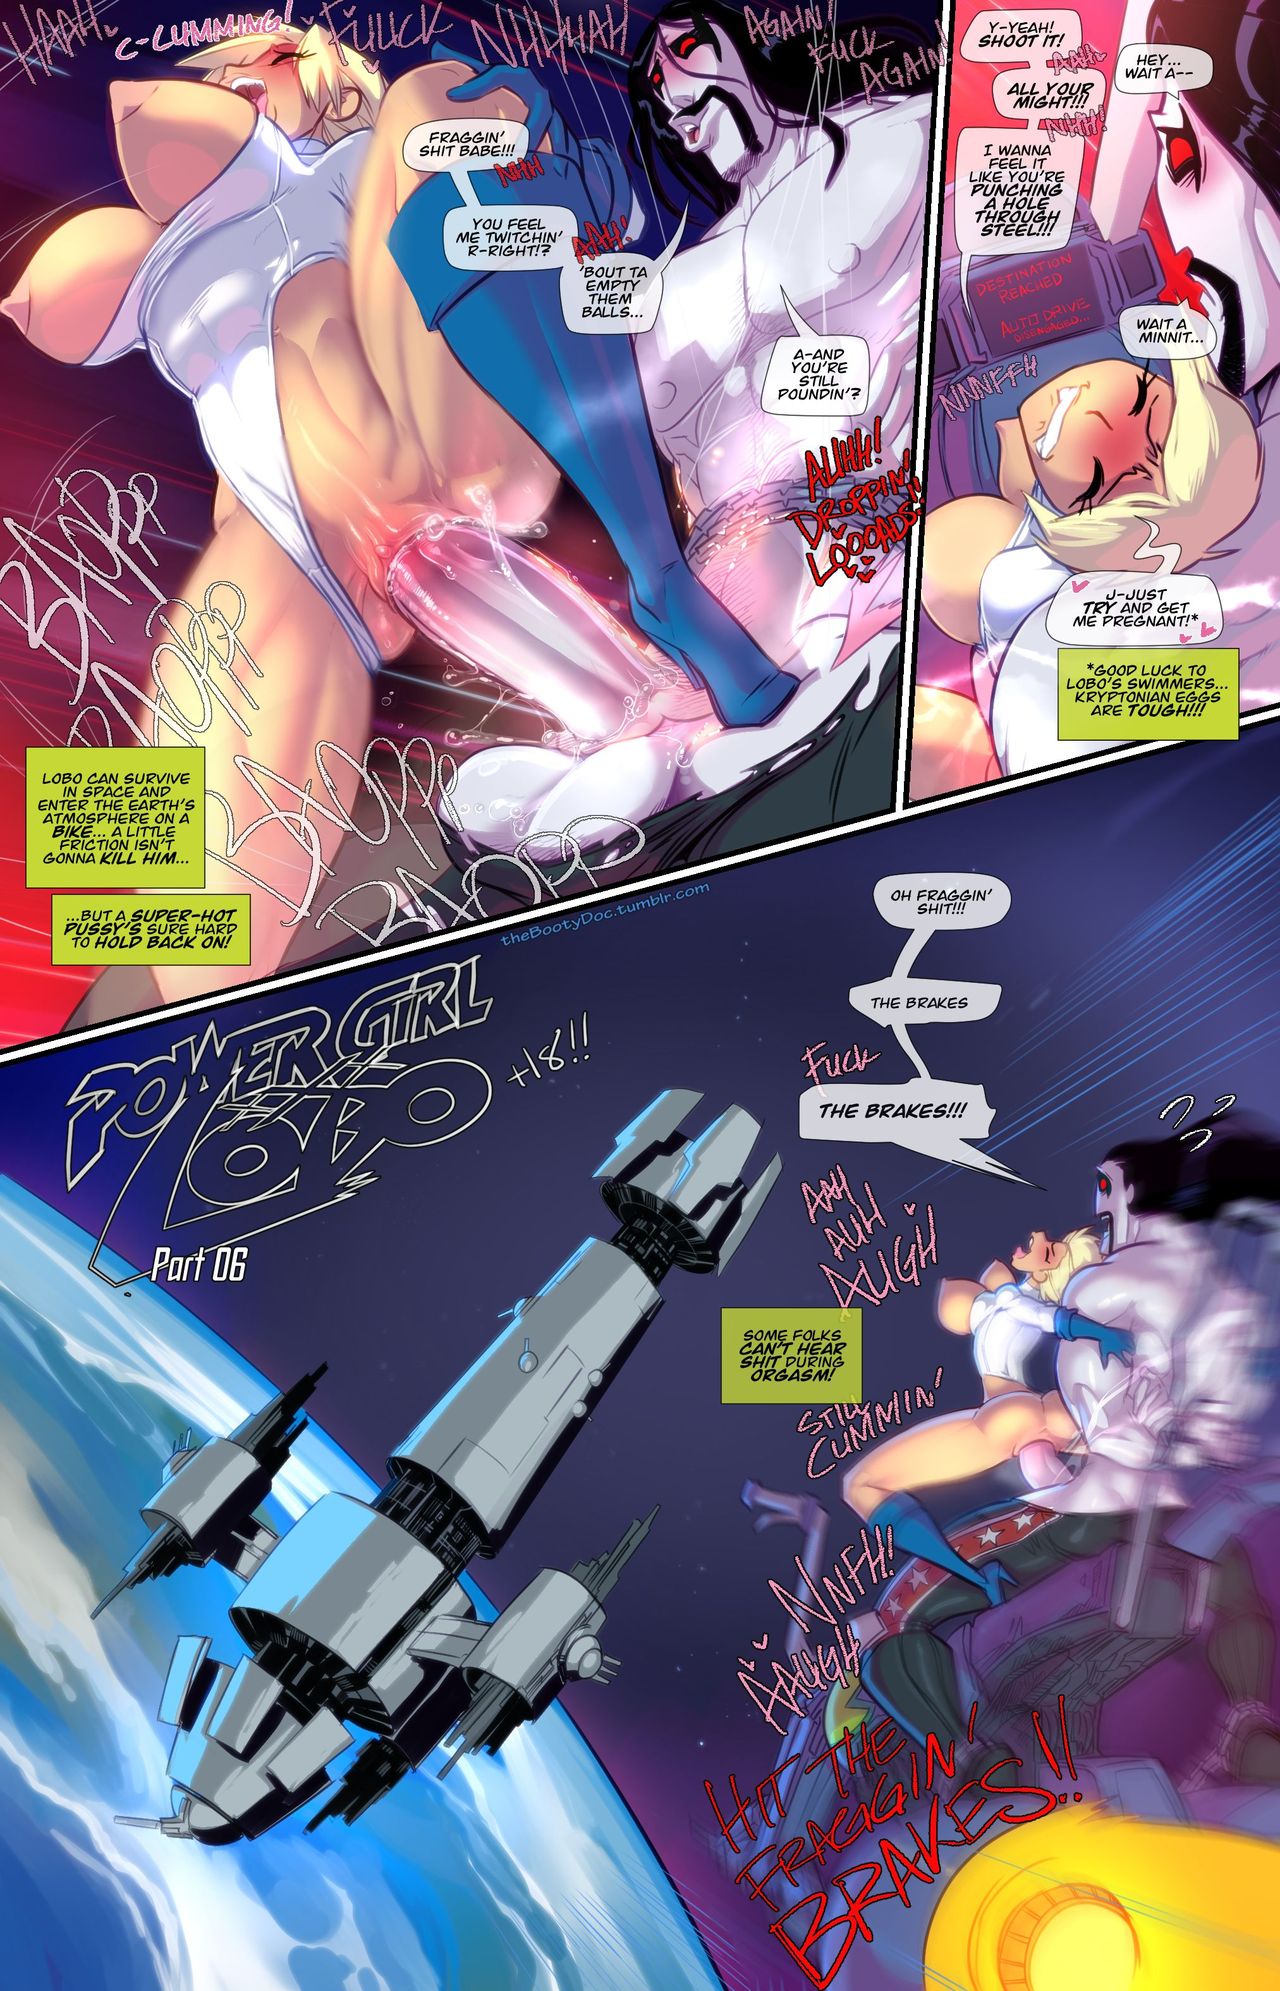 HAAH
C-CUMMING!
FUUUCK
NHHHAH
AGAIN!
FUCK
AGAIN!
FRAGGIN'
SHIT BABE!!!
NHH
YOU FEEL
ME TWITCHIN'
R-RIGHT!?
AAH!
'BOUT TA
EMPTY
THEM
BALLS...
A-AND
YOU'RE
STILL
POUNDIN'?
AUHH!
DROPPIN'
LOOOADS!!
BAPP
BAOPP
BAOPP
BAOPP
LOBO CAN SURVIVE
IN SPACE AND
ENTER THE EARTH'S
ATMOSPHERE ON A
BIKE... A LITTLE
FRICTION ISN'T
GONNA KILL HIM...
...BUT A SUPER-HOT
PUSSY'S SURE HARD
TO HOLD BACK ON!
Y-YEAH!
SHOOT IT!
AAH!
HEY...
WAIT A--
ALL YOUR
MIGHT!!!
NHH!
I WANNA
FEEL IT
LIKE YOU'RE
PUNCHING
A HOLE
THROUGH
STEEL!!!
DESTINATION
REACHED
AUTO DRIVE
DISENGAGED...
WAIT A
MINNIT...
NNNFFH
J-JUST
TRY AND GET
ME PREGNANT!*
*GOOD LUCK TO
LOBO'S SWIMMERS...
KRYPTONIAN EGGS
ARE TOUGH!!!
theBootyDoc.tumblr.com
POWER GIRL
LOBO
+18!!
Part 06
OH FRAGGIN'
SHIT!!!
THE BRAKES
FUCK
THE BRAKES!!!
??
AAH
AUH
AUGH
SOME FOLKS
CAN'T HEAR
SHIT DURING
ORGASM!
STILL
CUMMIN'
NNFH!
AAUGH
HIT THE
FRAGGIN'
BRAKES!!